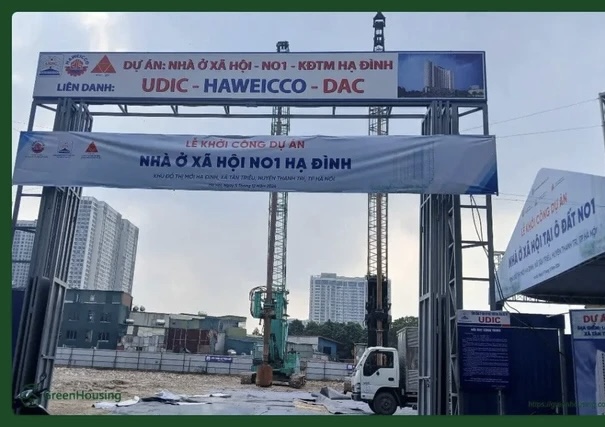 DỰ ÁN: NHÀ Ở XÃ HỘI - NO1 - KĐTM HẠ ĐÌNH
LIÊN DANH: UDIC - HAWEICCO - DAC
LỄ KHỞI CÔNG DỰ ÁN
NHÀ Ở XÃ HỘI NO1 HẠ ĐÌNH
KHU ĐÔ THỊ MỚI HẠ ĐÌNH, XÃ TÂN TRIỀU, HUYỆN THANH TRÌ, TP HÀ NỘI
LỄ KHỞI CÔNG DỰ ÁN
NHÀ Ở XÃ HỘI TẠI Ô ĐẤT NO1
UDIC
DỰ ÁN
GreenHousing